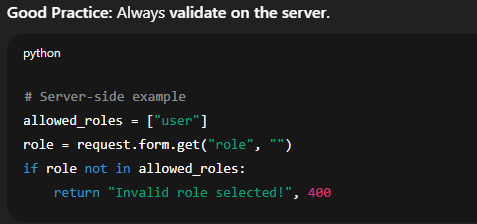 Good Practice: Always validate on the server.
python
# Server-side example
allowed_roles = ["user"]
role = request.form.get("role", "")
if role not in allowed_roles:
    return "Invalid role selected!", 400